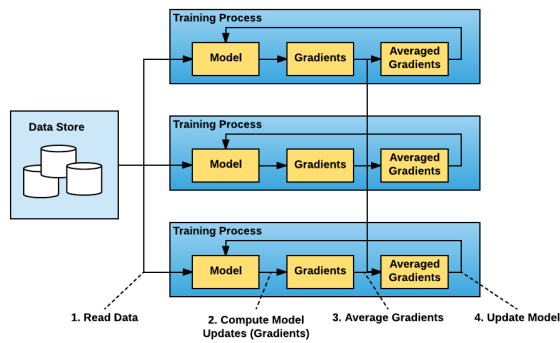 Training Process
Model
Gradients
Averaged
Gradients
Data Store
Training Process
Model
Gradients
Averaged
Gradients
Training Process
Model
Gradients
Averaged
Gradients
1. Read Data
2. Compute Model
Updates (Gradients)
3. Average Gradients
4. Update Model